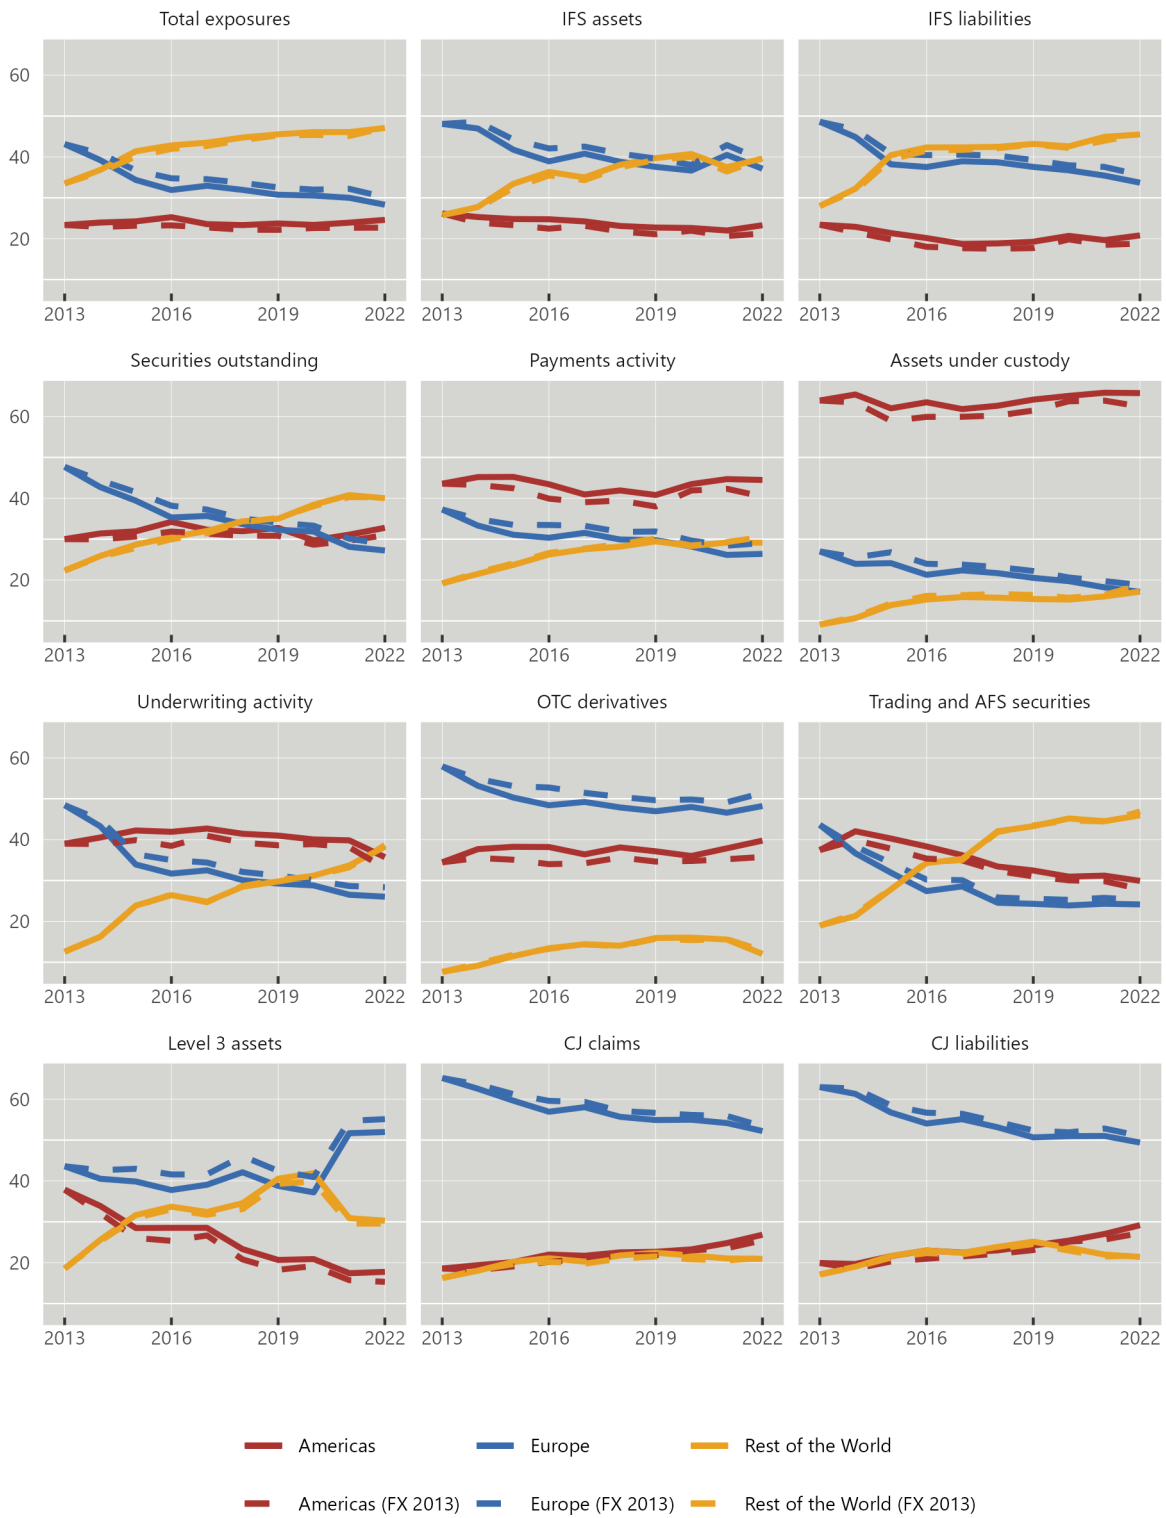 Total exposures IFS assets IFS liabilities
60
40
20
2013 2016 2019 2022 2013 2016 2019 2022 2013 2016 2019 2022
Securities outstanding Payments activity Assets under custody
60
40
20
2013 2016 2019 2022 2013 2016 2019 2022 2013 2016 2019 2022
Underwriting activity OTC derivatives Trading and AFS securities
60
40
20
2013 2016 2019 2022 2013 2016 2019 2022 2013 2016 2019 2022
Level 3 assets CJ claims CJ liabilities
60
40
20
2013 2016 2019 2022 2013 2016 2019 2022 2013 2016 2019 2022
Americas Europe Rest of the World
Americas (FX 2013) Europe (FX 2013) Rest of the World (FX 2013)